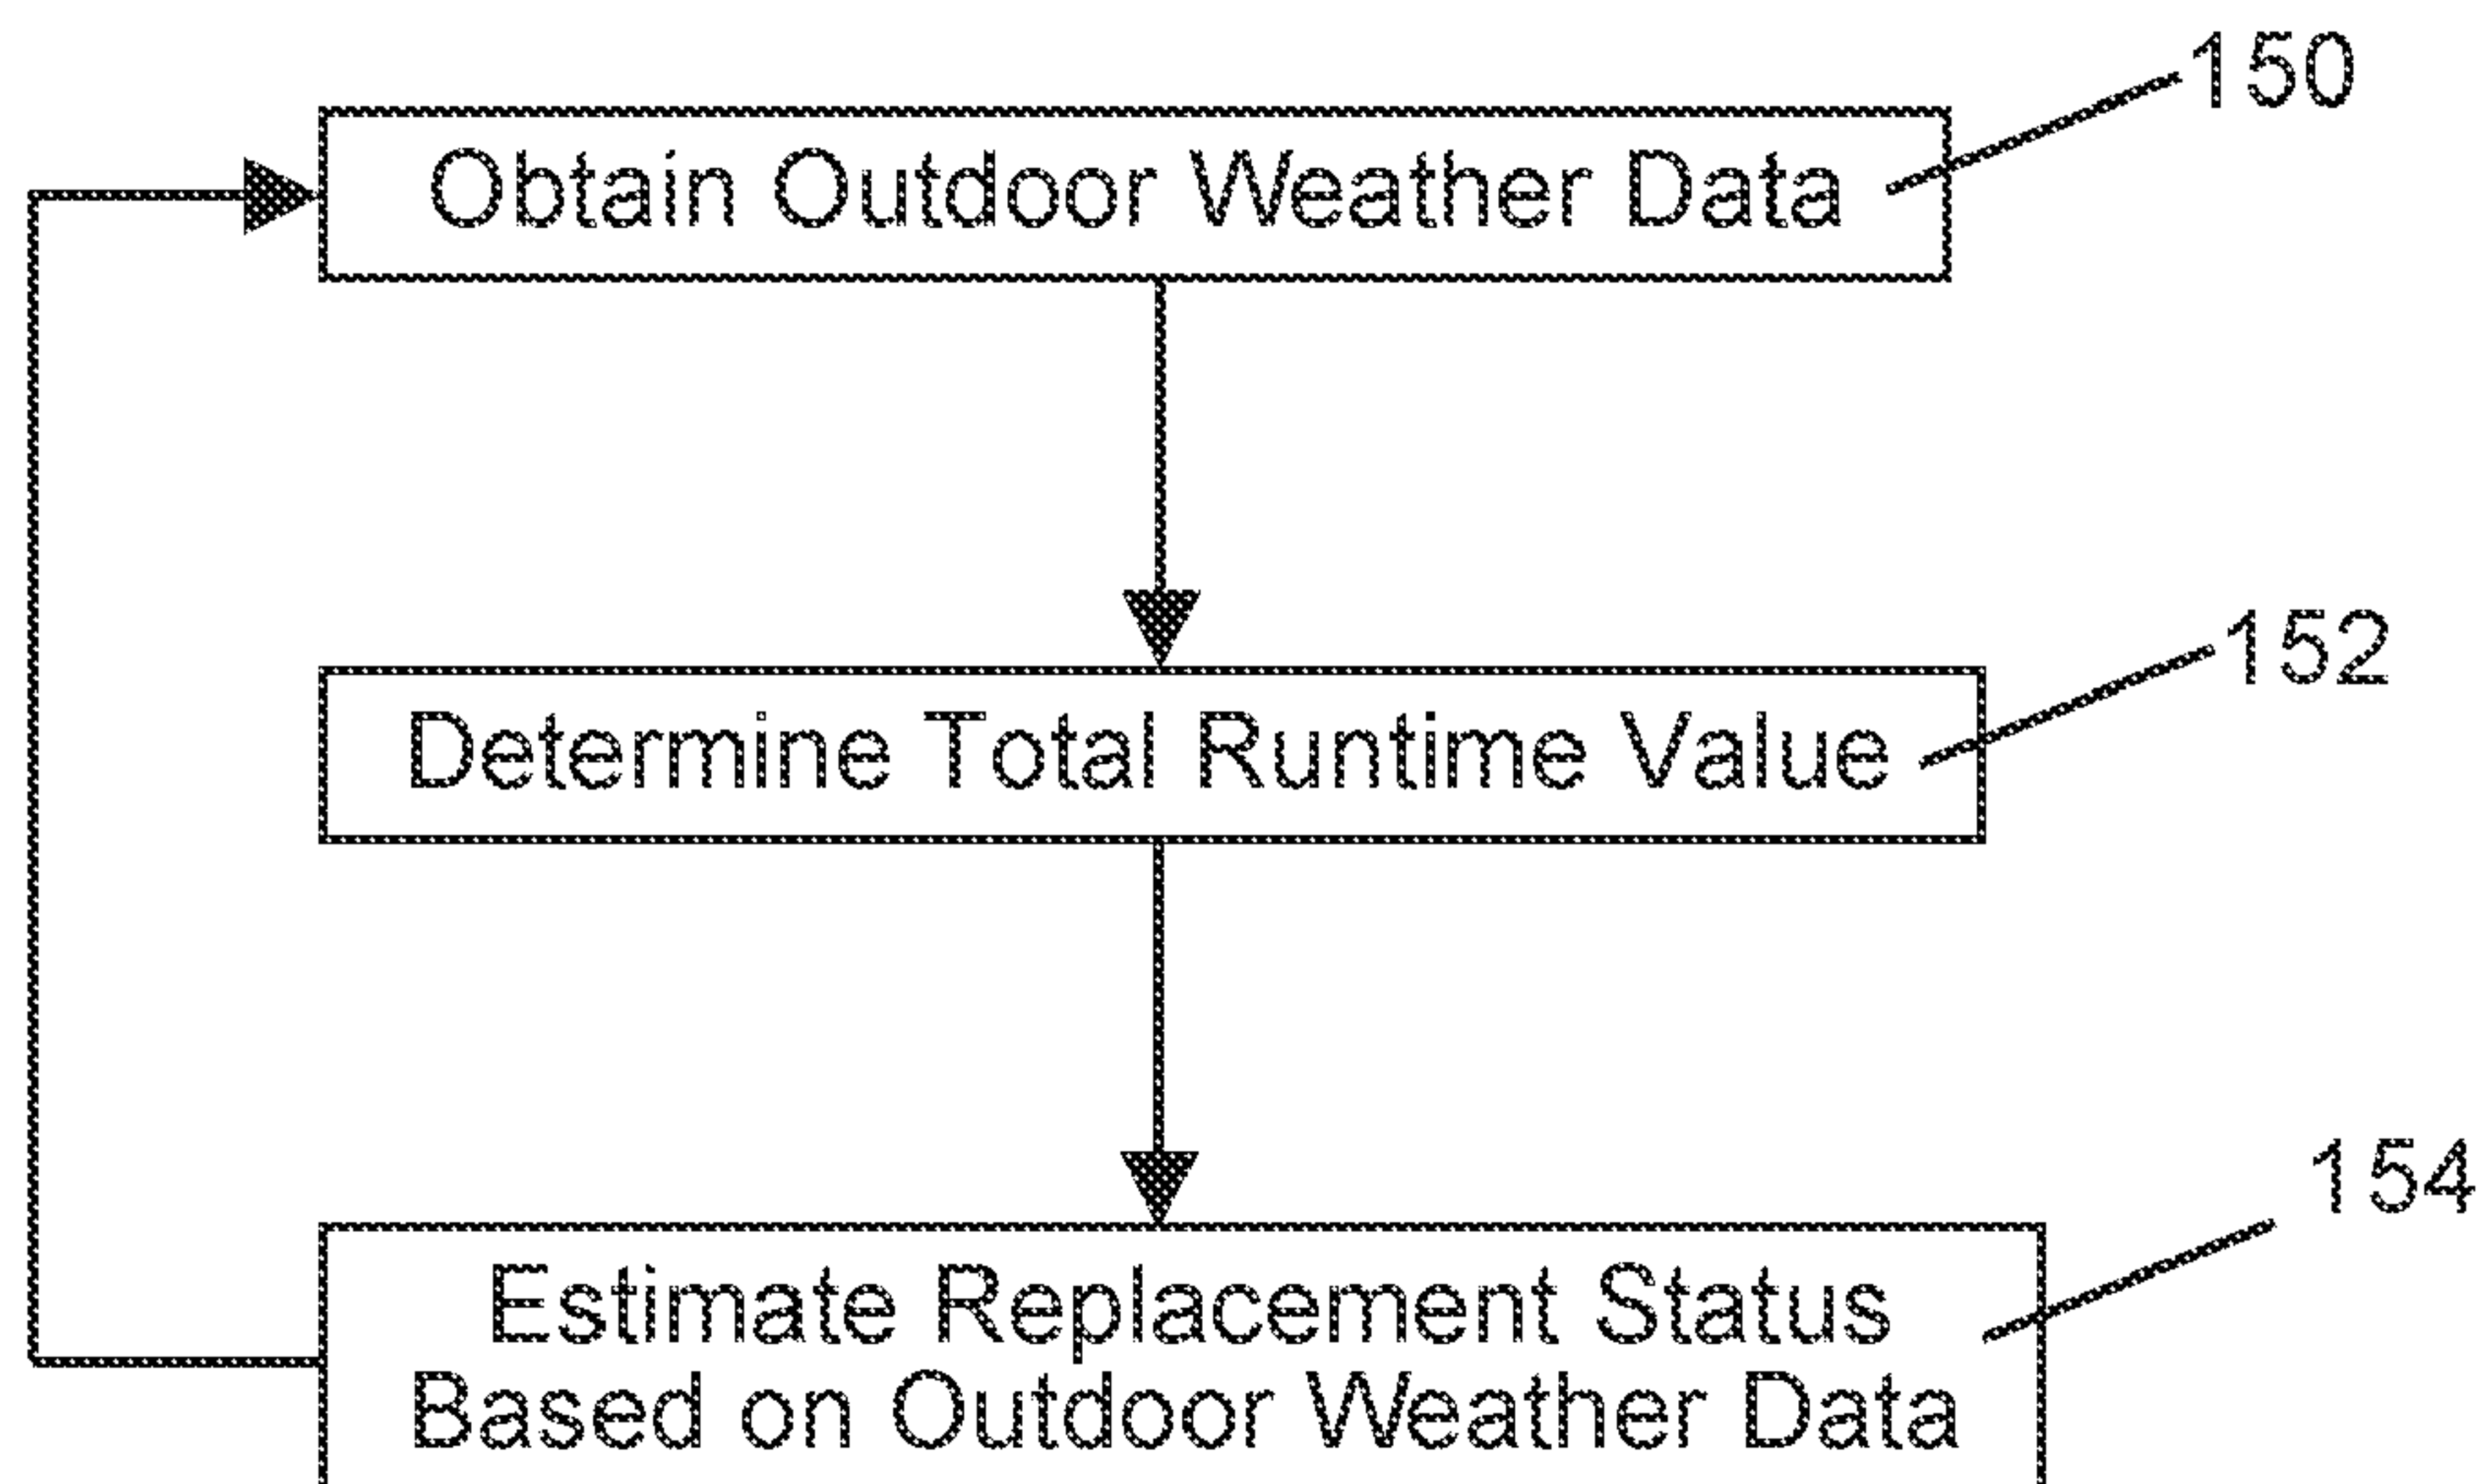 150
Obtain Outdoor Weather Data
152
Determine Total Runtime Value
154
Estimate Replacement Status
Based on Outdoor Weather Data